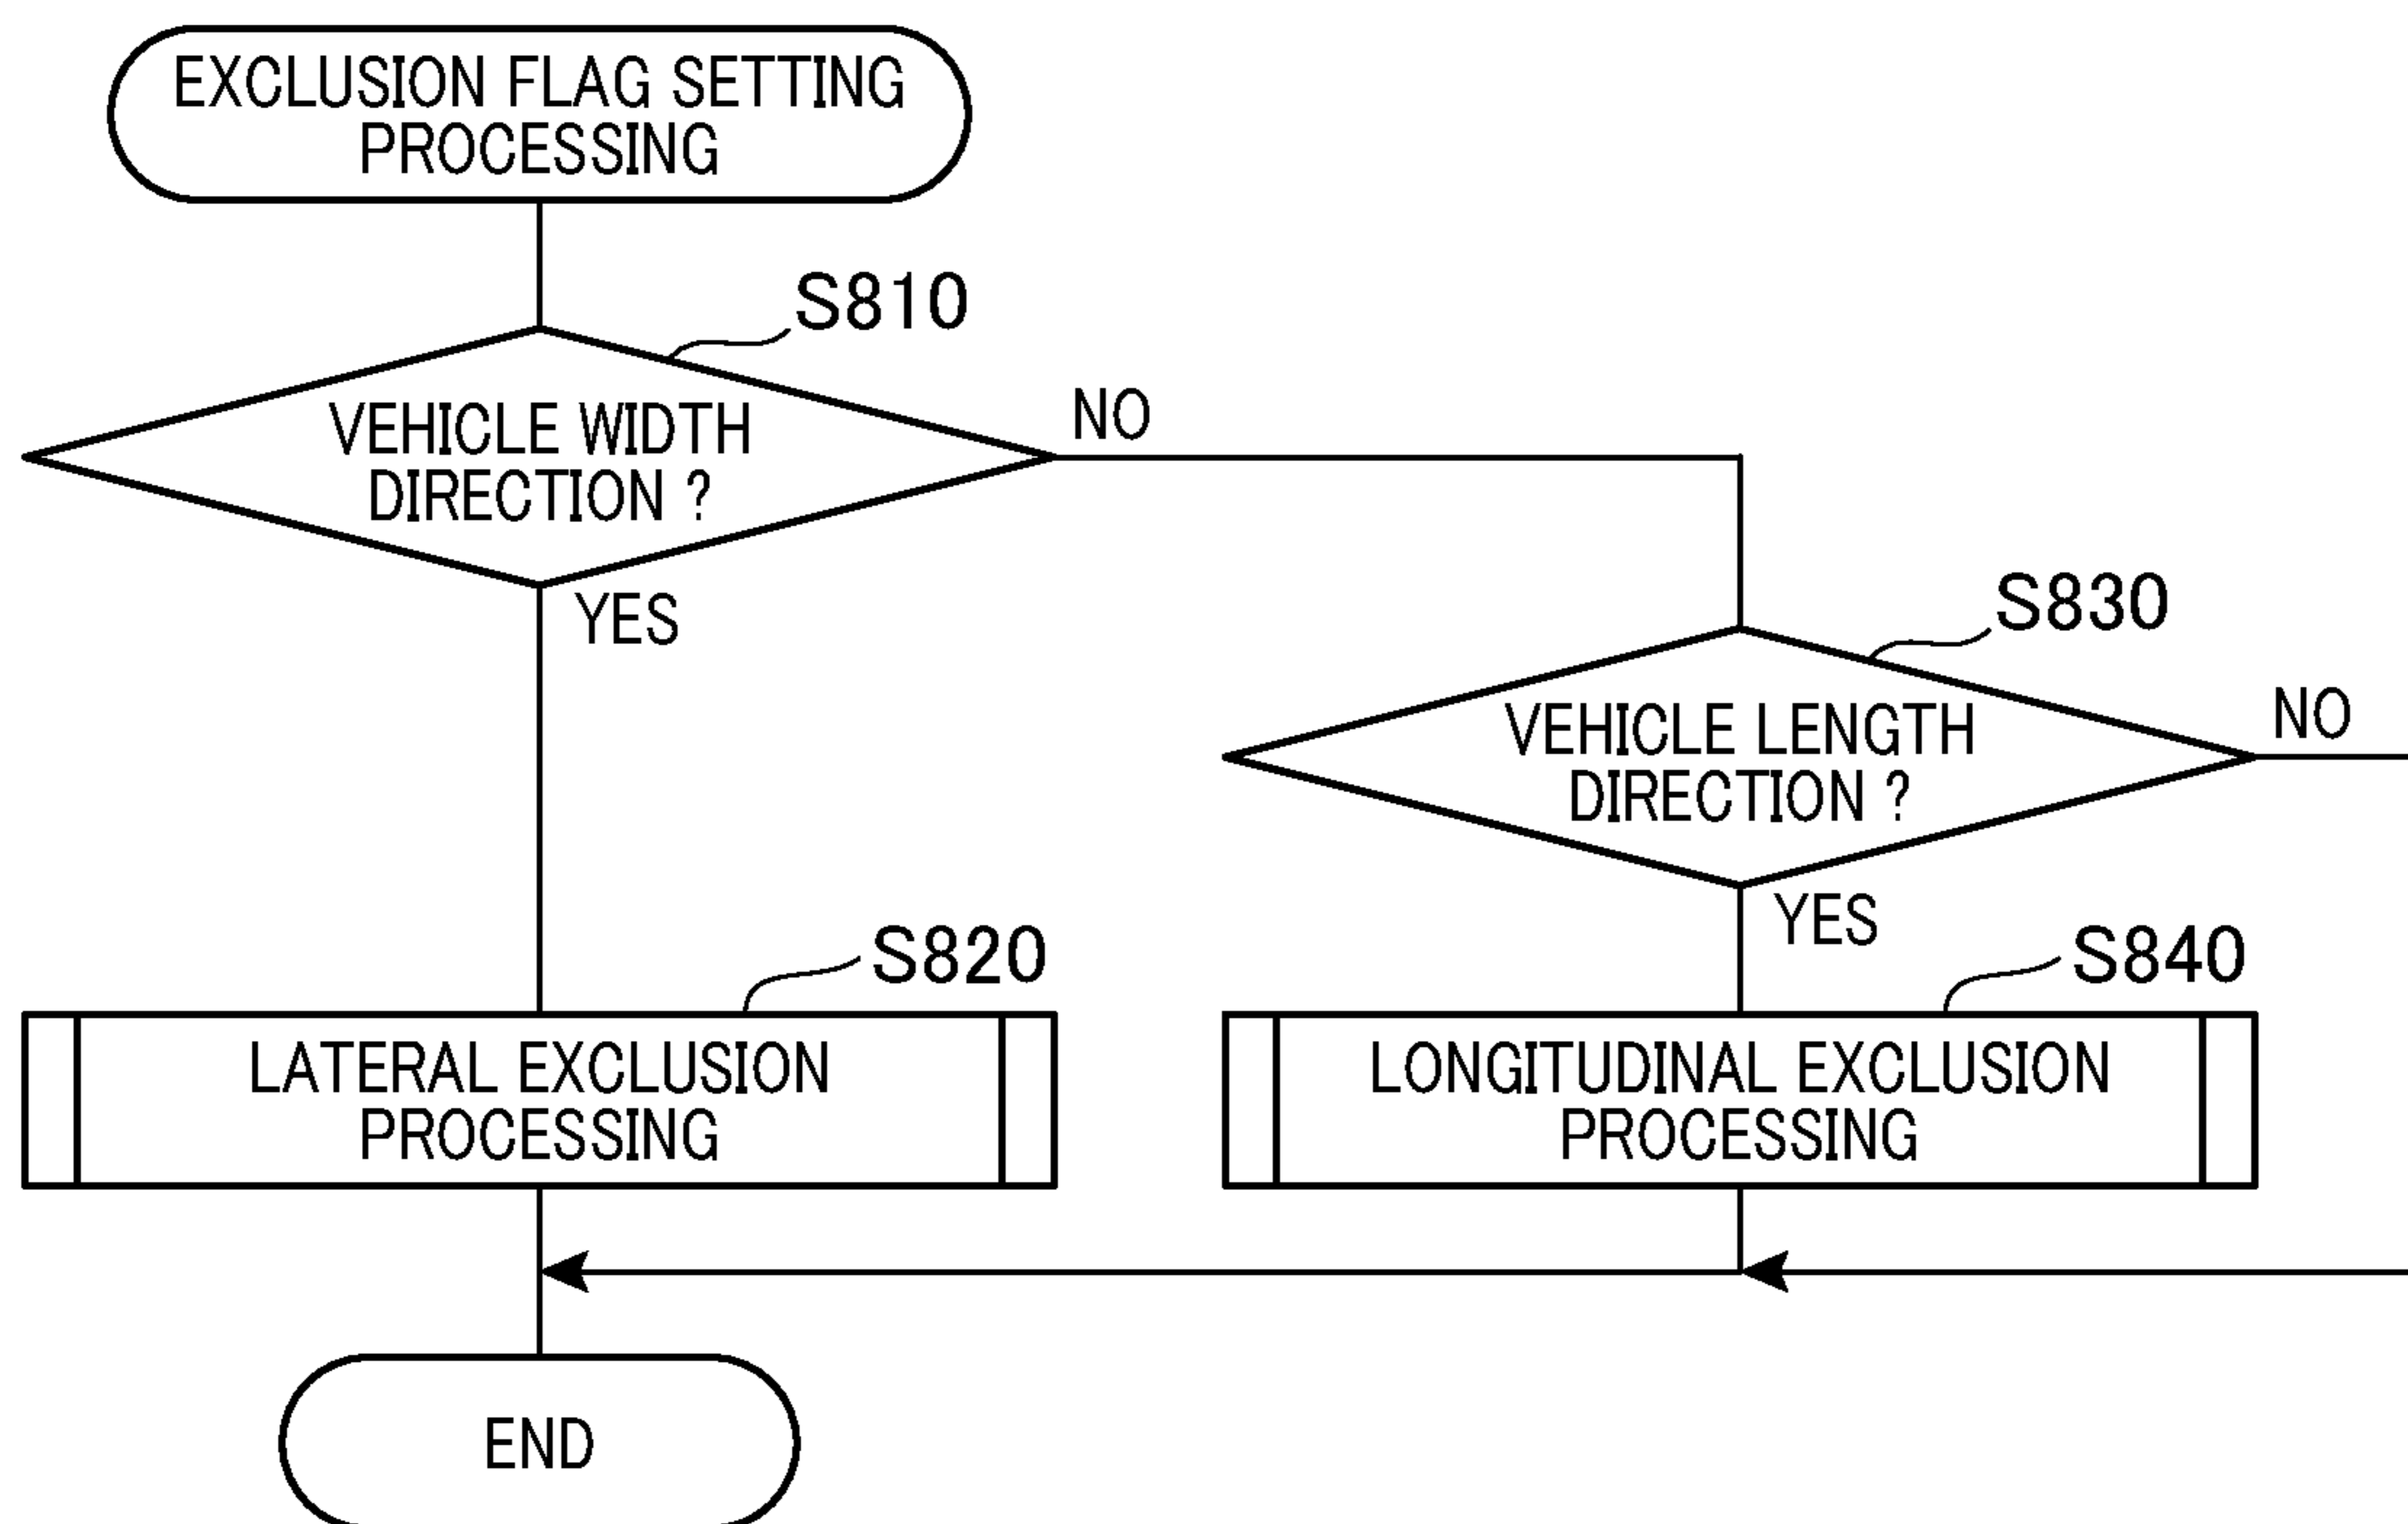 EXCLUSION FLAG SETTING
PROCESSING
S810
VEHICLE WIDTH
DIRECTION ?
NO
YES
S830
VEHICLE LENGTH
DIRECTION ?
NO
YES
S820
LATERAL EXCLUSION
PROCESSING
S840
LONGITUDINAL EXCLUSION
PROCESSING
END